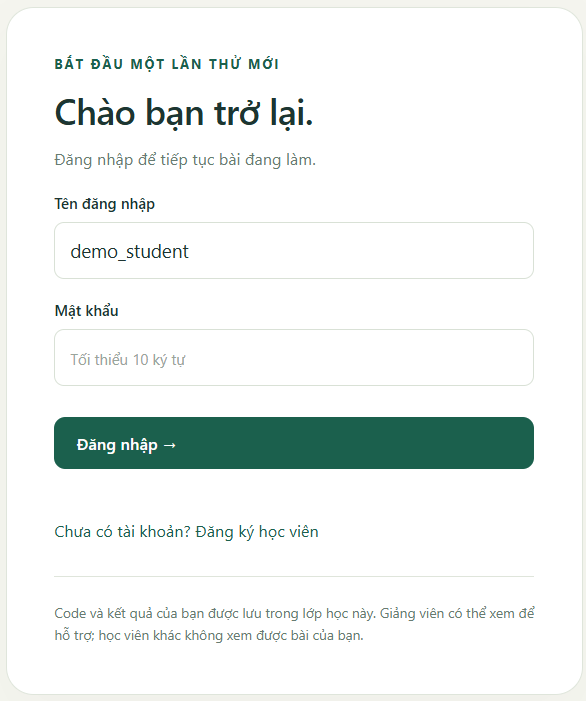 BẮT ĐẦU MỘT LẦN THỬ MỚI
Chào bạn trở lại.
Đăng nhập để tiếp tục bài đang làm.
Tên đăng nhập
demo_student
Mật khẩu
Tối thiểu 10 ký tự
Đăng nhập →
Chưa có tài khoản? Đăng ký học viên
Code và kết quả của bạn được lưu trong lớp học này. Giảng viên có thể xem để
hỗ trợ; học viên khác không xem được bài của bạn.